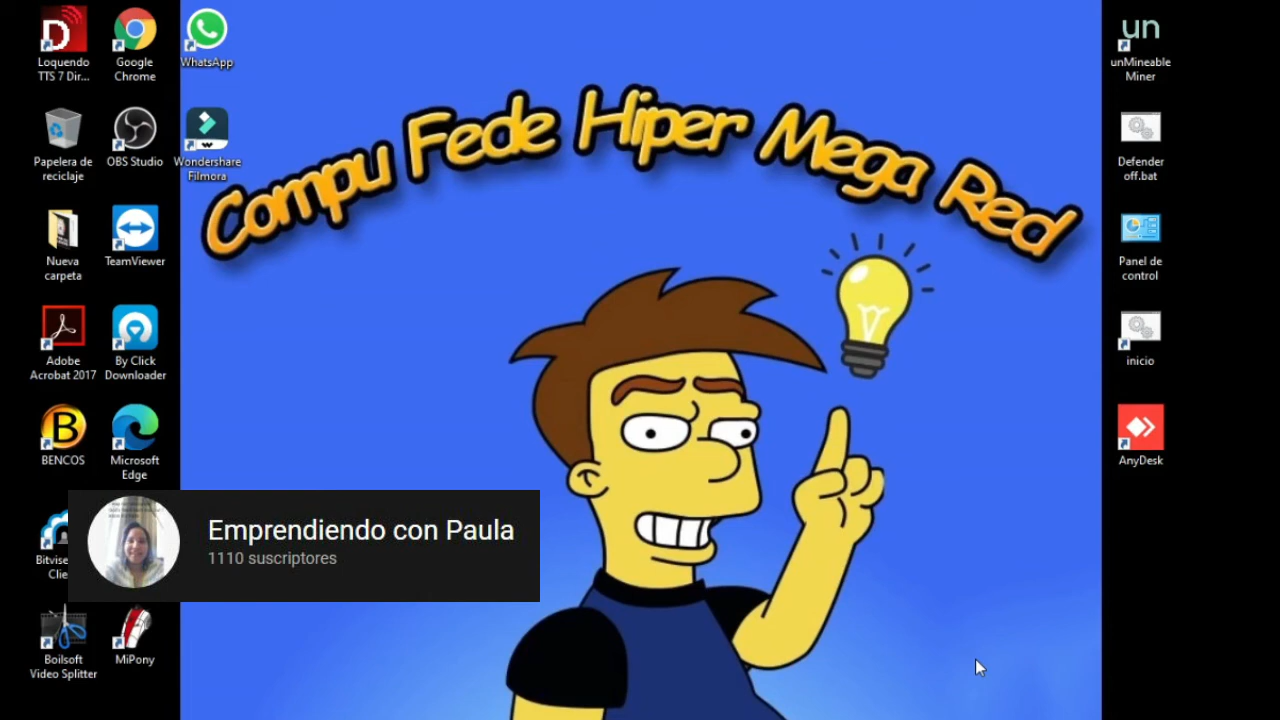 Loquendo
TTS 7 Dir...
Google
Chrome
WhatsApp
un
unMineable
Miner
Compu Fede Hiper Mega Red
Papelera de
reciclaje
OBS Studio
Wondershare
Filmora
Defender
off.bat
Nueva
carpeta
TeamViewer
Panel de
control
Adobe
Acrobat 2017
By Click
Downloader
inicio
B
BENCOS
Microsoft
Edge
AnyDesk
Emprendiendo con Paula
1110 suscriptores
Boilsoft
Video Splitter
MiPony